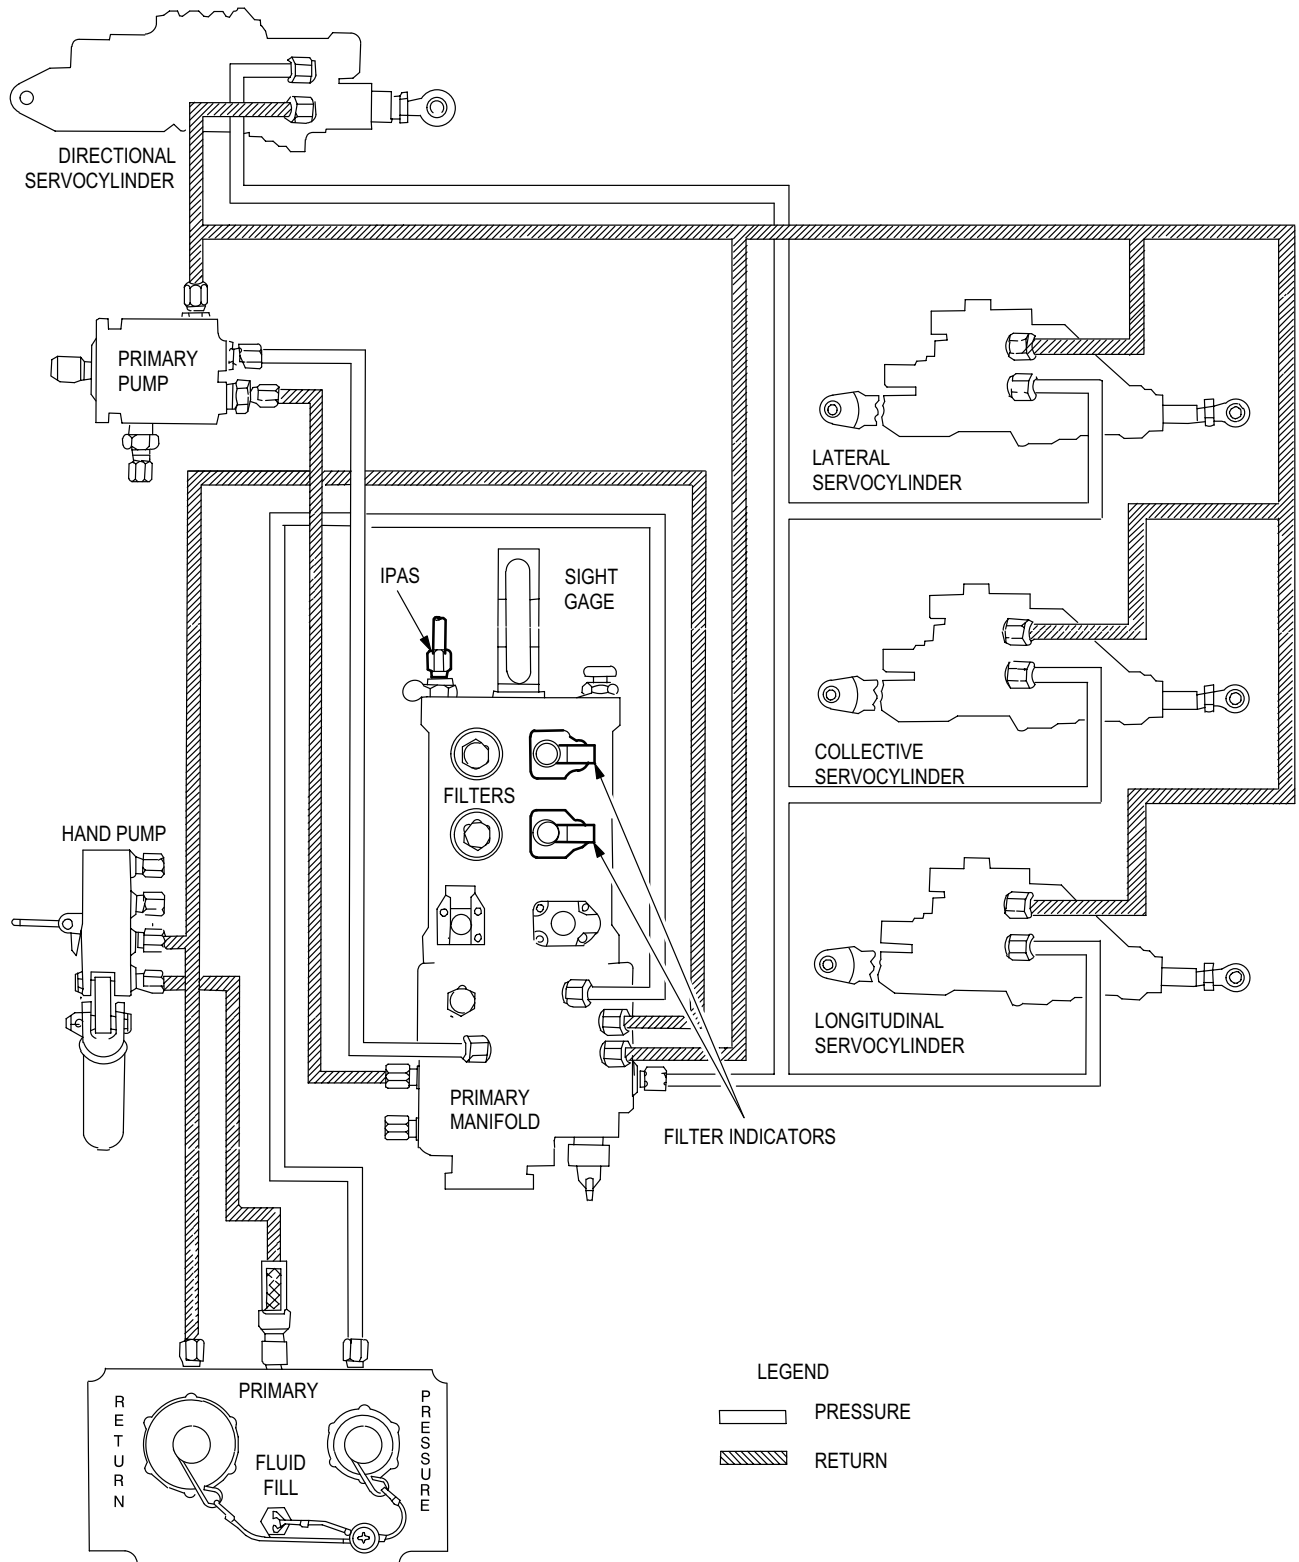 DIRECTIONAL
SERVOCYLINDER
PRIMARY
PUMP
LATERAL
SERVOCYLINDER
IPAS
SIGHT
GAGE
COLLECTIVE
SERVOCYLINDER
FILTERS
HAND PUMP
LONGITUDINAL
SERVOCYLINDER
PRIMARY
MANIFOLD
FILTER INDICATORS
PRIMARY
RETURN
PRESSURE
FLUID
FILL
LEGEND
PRESSURE
RETURN